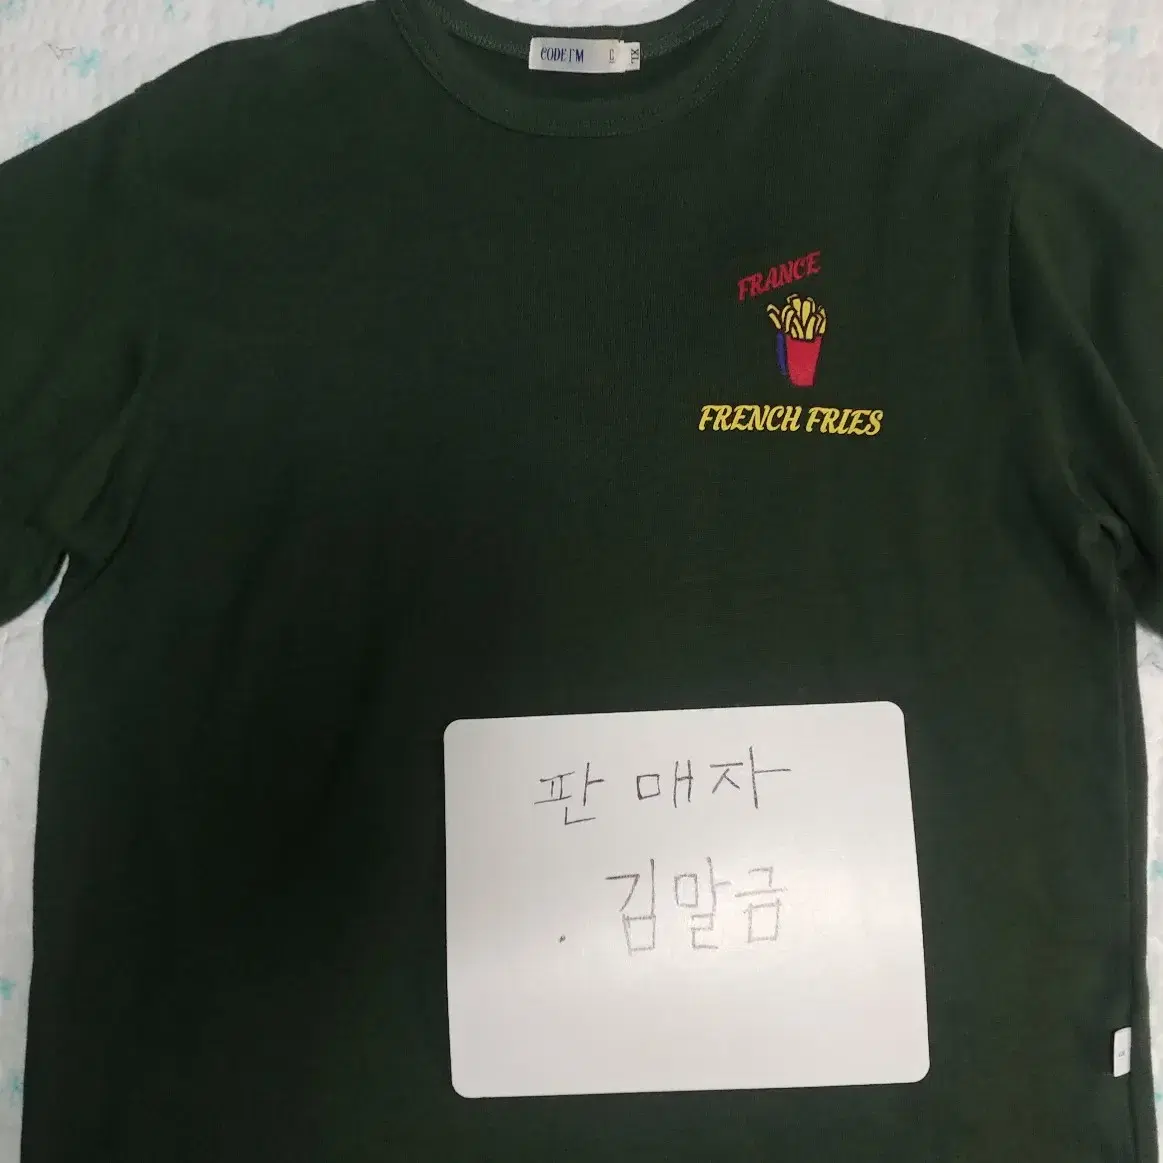 CODE I'M
XL
FRANCE
FRENCH FRIES
판매자
.김말금